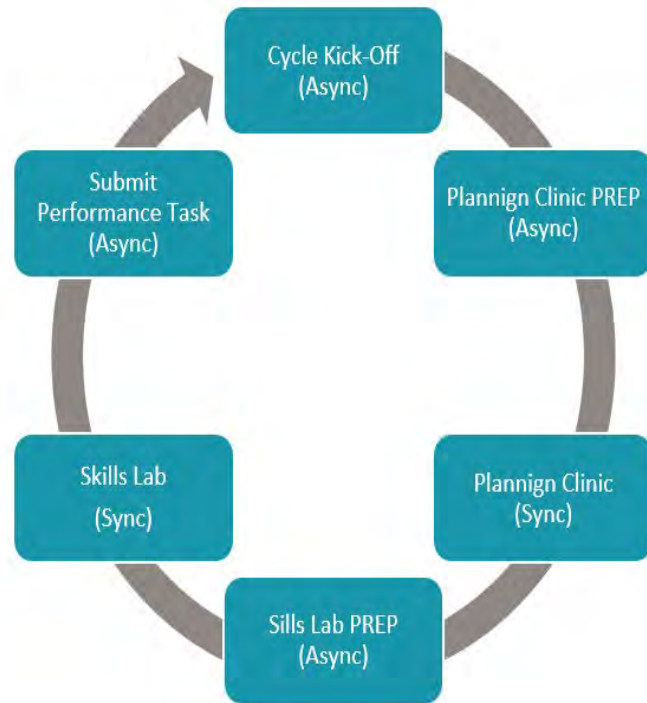 Cycle Kick-Off
(Async)
Plannign Clinic PREP
(Async)
Plannign Clinic
(Sync)
Sills Lab PREP
(Async)
Skills Lab
(Sync)
Submit
Performance Task
(Async)